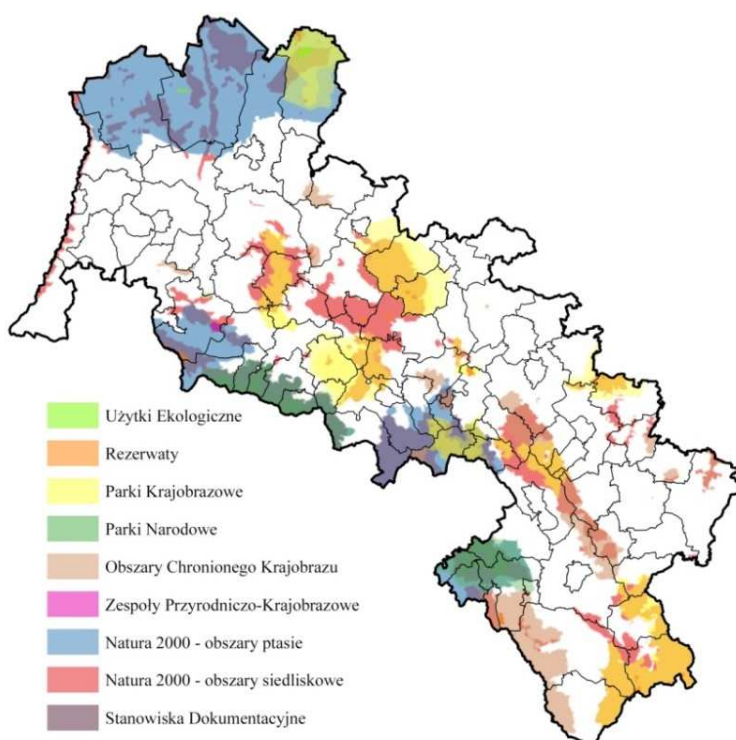 Użytki Ekologiczne
Rezerwaty
Parki Krajobrazowe
Parki Narodowe
Obszary Chronionego Krajobrazu
Zespoły Przyrodniczo-Krajobrazowe
Natura 2000 - obszary ptasie
Natura 2000 - obszary siedliskowe
Stanowiska Dokumentacyjne